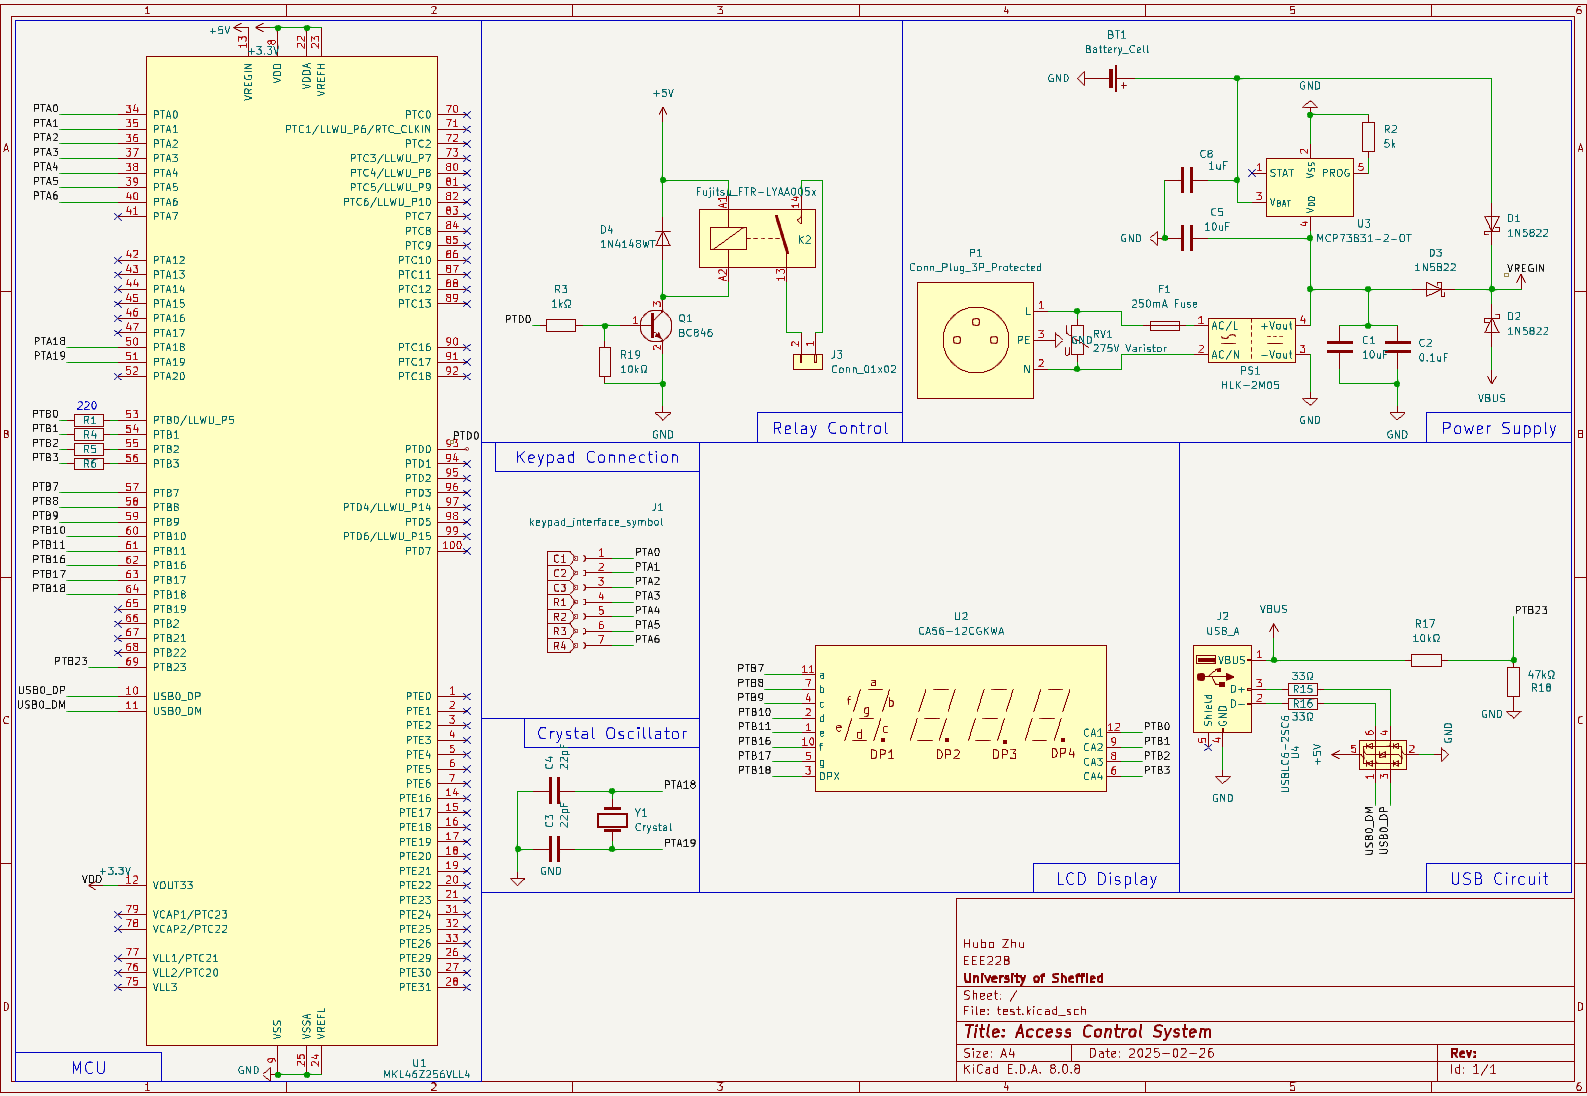 1 2 3 4 5 6
A
B
C
D
+5V
+3.3V
13 8 22 23
VREGIN VDD VDDA VREFH
PTA0 34 PTA0
PTA1 35 PTA1
PTA2 36 PTA2
PTA3 37 PTA3
PTA4 38 PTA4
PTA5 39 PTA5
PTA6 40 PTA6
41 PTA7
42 PTA12
43 PTA13
44 PTA14
45 PTA15
46 PTA16
47 PTA17
PTA18 50 PTA18
PTA19 51 PTA19
52 PTA20
220
PTB0 R1 53 PTB0/LLWU_P5
PTB1 R4 54 PTB1
PTB2 R5 55 PTB2
PTB3 R6 56 PTB3
PTB7 57 PTB7
PTB8 58 PTB8
PTB9 59 PTB9
PTB10 60 PTB10
PTB11 61 PTB11
PTB16 62 PTB16
PTB17 63 PTB17
PTB18 64 PTB18
65 PTB19
66 PTB2
67 PTB21
68 PTB22
PTB23 69 PTB23
USB0_DP 10 USB0_DP
USB0_DM 11 USB0_DM
+3.3V
VDD 12 VOUT33
79 VCAP1/PTC23
78 VCAP2/PTC22
77 VLL1/PTC21
76 VLL2/PTC20
75 VLL3
PTC0 70
PTC1/LLWU_P6/RTC_CLKIN 71
PTC2 72
PTC3/LLWU_P7 73
PTC4/LLWU_P8 80
PTC5/LLWU_P9 81
PTC6/LLWU_P10 82
PTC7 83
PTC8 84
PTC9 85
PTC10 86
PTC11 87
PTC12 88
PTC13 89
PTC16 90
PTC17 91
PTC18 92
PTD0
PTD0 93
PTD1 94
PTD2 95
PTD3 96
PTD4/LLWU_P14 97
PTD5 98
PTD6/LLWU_P15 99
PTD7 100
PTE0 1
PTE1 2
PTE2 3
PTE3 4
PTE4 5
PTE5 6
PTE6 7
PTE16 14
PTE17 15
PTE18 16
PTE19 17
PTE20 18
PTE21 19
PTE22 20
PTE23 21
PTE24 31
PTE25 32
PTE26 33
PTE29 26
PTE30 27
PTE31 28
VSS VSSA VREFL
9 25 24
GND
U1
MKL46Z256VLL4
MCU
+5V
Fujitsu_FTR-LYAA005x
A1 14
K2
A2 13
D4
1N4148WT
R3
1kΩ
PTD0
1 3 2
Q1
BC846
R19
10kΩ
GND
2 1
J3
Conn_01x02
Relay Control
BT1
Battery_Cell
GND +
GND
2
R2
5k
C8
1uF
1 STAT VSS PROG 5
3 VBAT VDD
4
C5
10uF
GND
U3
MCP73831-2-OT
D1
1N5822
D3
1N5822
VREGIN
D2
1N5822
VBUS
P1
Conn_Plug_3P_Protected
L 1
PE 3
N 2
GND
U
RV1
275V Varistor
F1
250mA Fuse
1 AC/L +Vout 4
2 AC/N -Vout 3
PS1
HLK-2M05
GND
C1
10uF
C2
0.1uF
GND
Power Supply
Keypad Connection
J1
keypad_interface_symbol
C1 1 PTA0
C2 2 PTA1
C3 3 PTA2
R1 4 PTA3
R2 5 PTA4
R3 6 PTA5
R4 7 PTA6
Crystal Oscillator
C4
22pF
PTA18
C3
22pF
Y1
Crystal
PTA19
GND
U2
CA56-12CGKWA
PTB7 11 a
PTB8 7 b
PTB9 4 c
PTB10 2 d
PTB11 1 e
PTB16 10 f
PTB17 5 g
PTB18 3 DPX
a
f b
g
e c
d
DP1 DP2 DP3 DP4
CA1 12 PTB0
CA2 9 PTB1
CA3 8 PTB2
CA4 6 PTB3
LCD Display
J2
USB_A
VBUS
VBUS 1
D+ 3
D- 2
Shield GND
5 4
GND
33Ω
R15
R16
33Ω
R17
10kΩ
PTB23
47kΩ
R18
GND
USBLC6-2SC6
U4
+5V
5 6 4 2
1 3
GND
USB0_DM
USB0_DP
USB Circuit
Hubo Zhu
EEE228
University of Sheffied
Sheet: /
File: test.kicad_sch
Title: Access Control System
Size: A4 Date: 2025-02-26 Rev:
KiCad E.D.A. 8.0.8 Id: 1/1
1 2 3 4 5 6